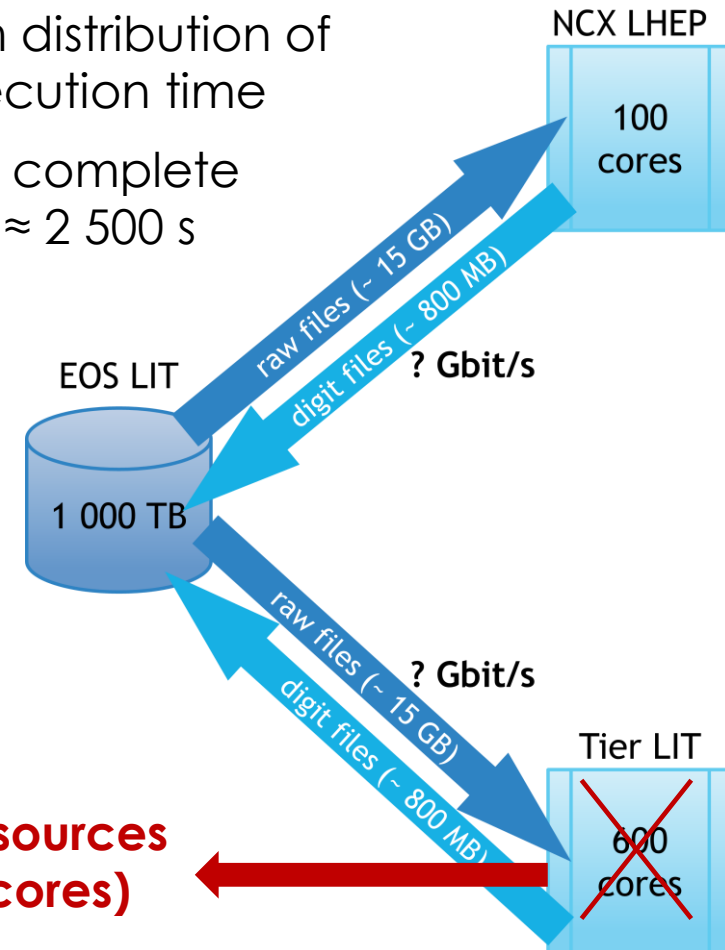 distribution of
ecution time
complete
≈ 2 500 s
NCX LHEP
100
cores
raw files (~ 15 GB)
digit files (~ 800 MB)
? Gbit/s
EOS LIT
1 000 TB
raw files (~ 15 GB)
? Gbit/s
digit files (~ 800 MB)
Tier LIT
600
cores
sources
cores)